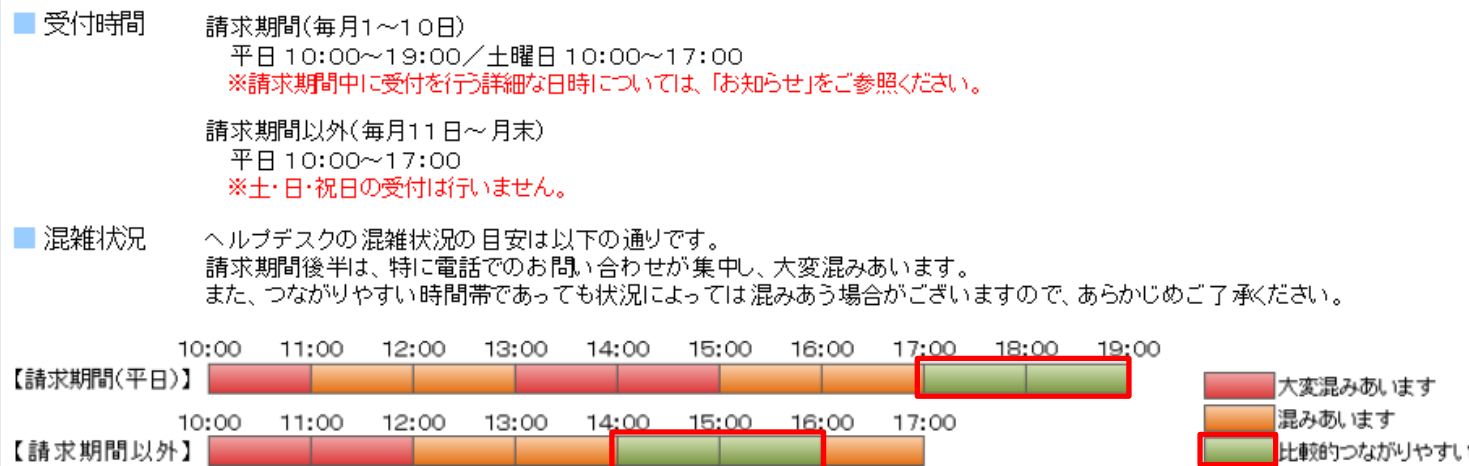 受付時間
請求期間(毎月1～10日)
平日 10:00～19:00／土曜日 10:00～17:00
※請求期間中に受付を行う詳細な日時については、「お知らせ」をご参照ください。
請求期間以外(毎月11日～月末)
平日 10:00～17:00
※土・日・祝日の受付は行いません。
混雑状況
ヘルプデスクの混雑状況の目安は以下の通りです。
請求期間後半は、特に電話でのお問い合わせが集中し、大変混みあいます。
また、つながりやすい時間帯であっても状況によっては混みあう場合がございますので、あらかじめご了承ください。
10:00 11:00 12:00 13:00 14:00 15:00 16:00 17:00 18:00 19:00
【請求期間(平日)】
大変混みあいます
10:00 11:00 12:00 13:00 14:00 15:00 16:00 17:00
混みあいます
【請求期間以外】
比較的つながりやすい